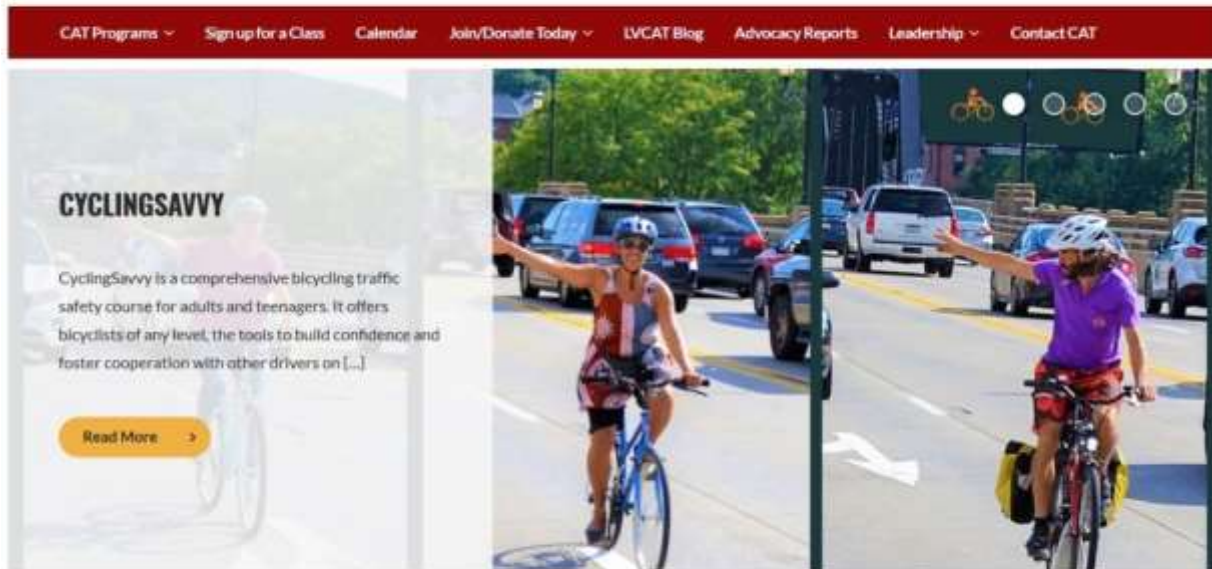 CAT Programs Sign up for a Class Calendar Join/Donate Today LVCAT Blog Advocacy Reports Leadership Contact CAT
CYCLINGSAVVY
CyclingSavvy is a comprehensive bicycling traffic
safety course for adults and teenagers. It offers
bicyclists of any level, the tools to build confidence and
foster cooperation with other drivers on [...]
Read More